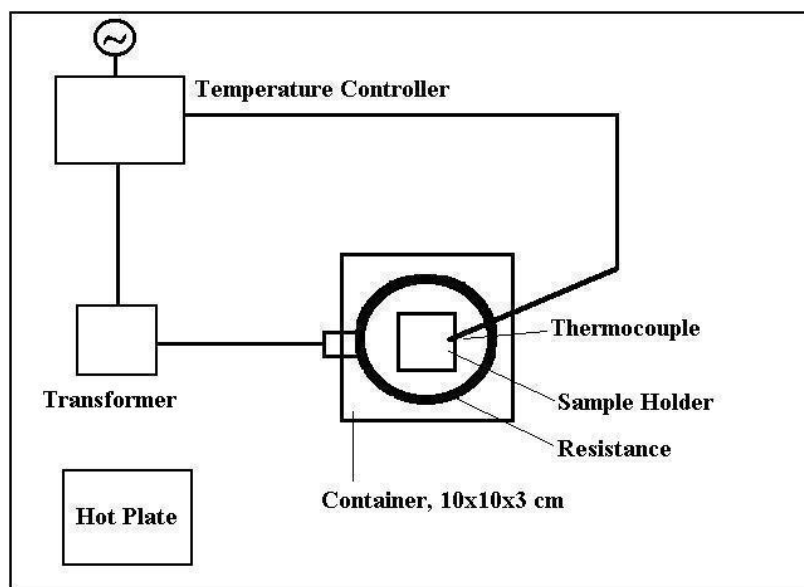 Temperature Controller
Thermocouple
Transformer
Sample Holder
Resistance
Container, 10x10x3 cm
Hot Plate